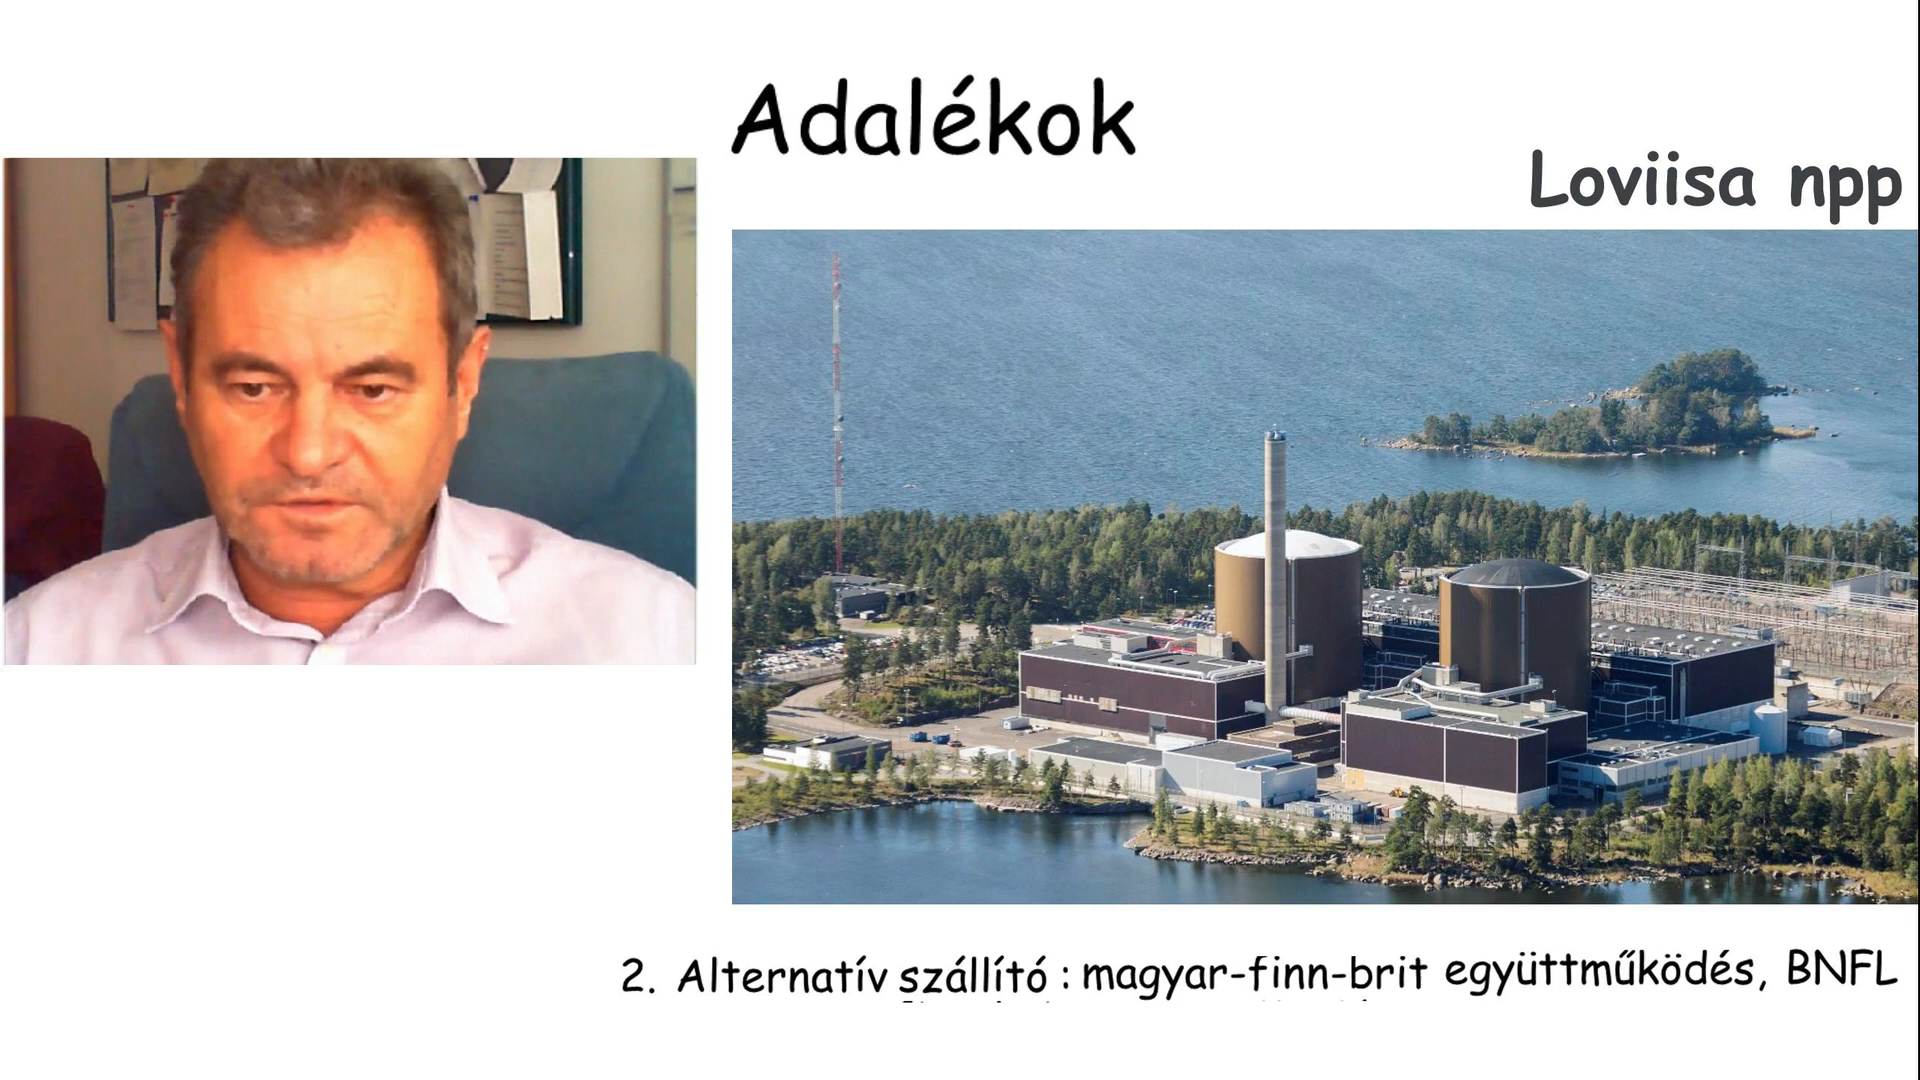 Adalékok
Loviisa npp
2. Alternatív szállító : magyar-finn-brit együttműködés, BNFL